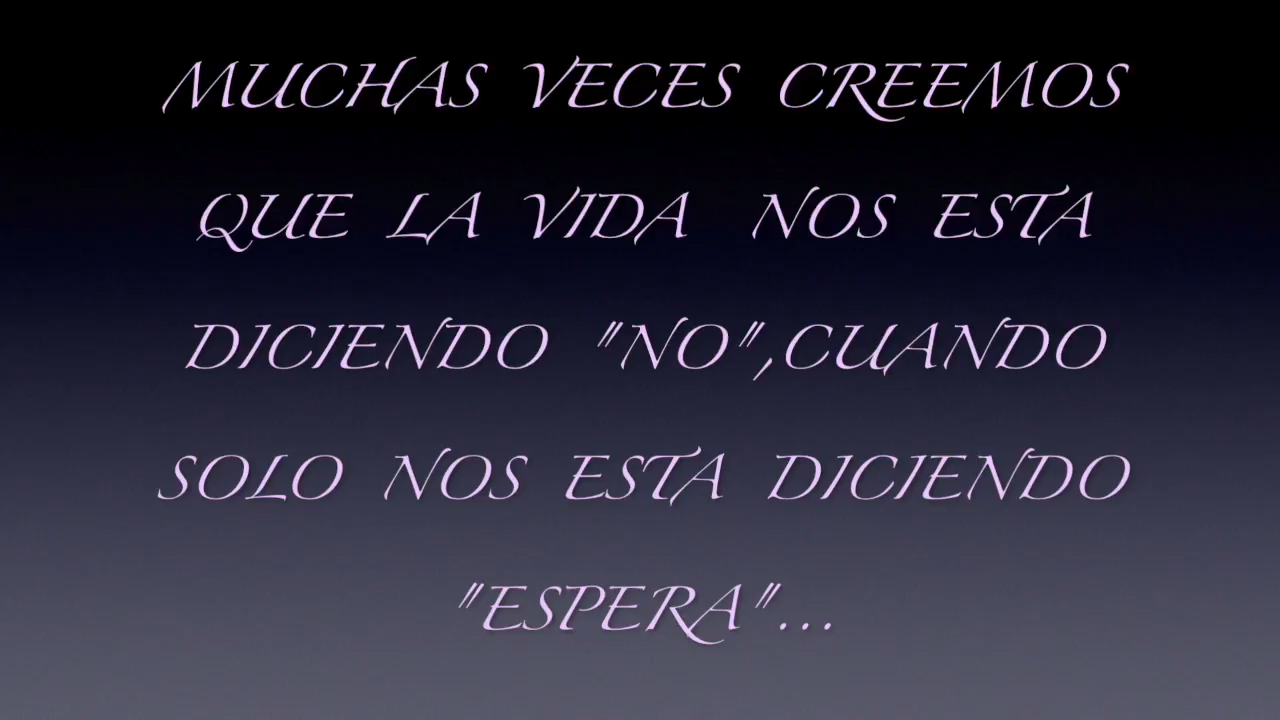 MUCHAS VECES CREEMOS
QUE LA VIDA NOS ESTA
DICIENDO "NO",CUANDO
SOLO NOS ESTA DICIENDO
"ESPERA"...